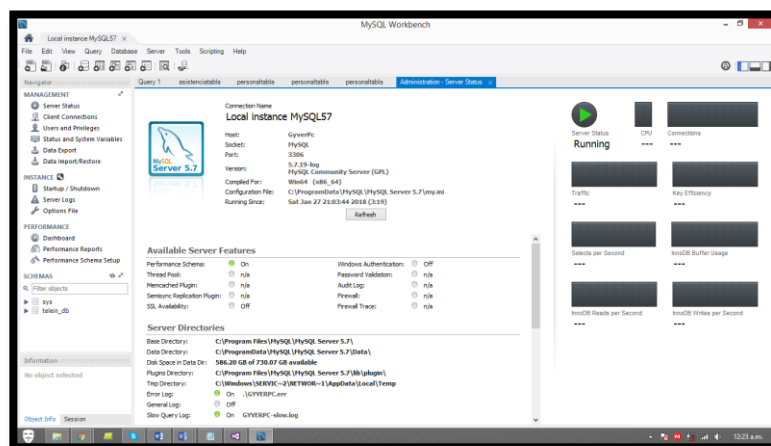 MySQL Workbench
Local instance MySQL57
File Edit View Query Database Server Tools Scripting Help
Navigator
MANAGEMENT
Server Status
Client Connections
Users and Privileges
Status and System Variables
Data Export
Data Import/Restore
INSTANCE
Startup / Shutdown
Server Logs
Options File
PERFORMANCE
Dashboard
Performance Reports
Performance Schema Setup
SCHEMAS
Filter objects
sys
telein_db
Information
No object selected
Object Info Session
Query 1 asistenciatabla personaltabla personaltabla personaltabla Administration - Server Status
Connection Name
Local instance MySQL57
Host: GyverPc
Socket: MySQL
Port: 3306
Version: 5.7.19-log
MySQL Community Server (GPL)
Compiled For: Win64 (x86_64)
Configuration File: C:\ProgramData\MySQL\MySQL Server 5.7\my.ini
Running Since: Sat Jan 27 21:03:44 2018 (3:19)
Refresh
MySQL
Server 5.7
Available Server Features
Performance Schema: On Windows Authentication: Off
Thread Pool: n/a Password Validation: n/a
Memcached Plugin: n/a Audit Log: n/a
Semisync Replication Plugin: n/a Firewall: n/a
SSL Availability: Off Firewall Trace: n/a
Server Directories
Base Directory: C:\Program Files\MySQL\MySQL Server 5.7\
Data Directory: C:\ProgramData\MySQL\MySQL Server 5.7\Data\
Disk Space in Data Dir: 586.20 GB of 730.07 GB available
Plugins Directory: C:\Program Files\MySQL\MySQL Server 5.7\lib\plugin\
Tmp Directory: C:\Windows\SERVIC~2\NETWOR~1\AppData\Local\Temp
Error Log: On .\GYVERPC.err
General Log: Off
Slow Query Log: On GYVERPC-slow.log
Server Status CPU Connections
Running --- ---
Traffic Key Efficiency
--- ---
Selects per Second InnoDB Buffer Usage
--- ---
InnoDB Reads per Second InnoDB Writes per Second
--- ---
12:23 a.m.